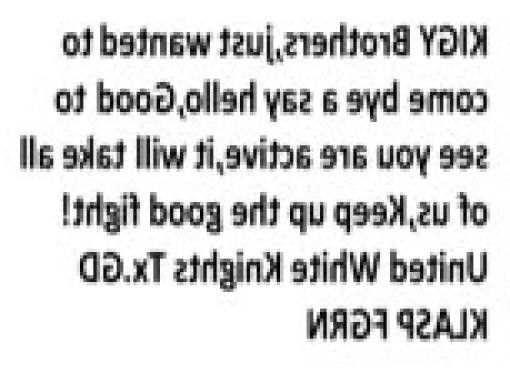 KIGY Brothers,just wanted to
come bye a say hello,Good to
see you are active,it,will take all
of us,Keep up the good fight!
United White Knights Tx.GD
KLASP FGRN